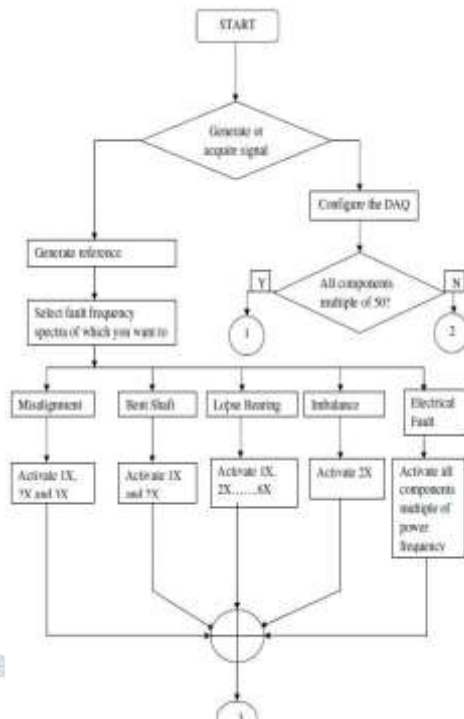 START
Generate or
acquire signal
Configure the DAQ
Generate reference
Y
All components
multiple of 50?
N
Select fault frequency
spectra of which you want to
1
2
Misalignment
Bent Shaft
Loose Bearing
Imbalance
Electrical
Fault
Activate 1X,
2X and 3X
Activate 1X
and 2X
Activate 1X,
2X......6X
Activate 2X
Activate all
components
multiple of
power
frequency
3